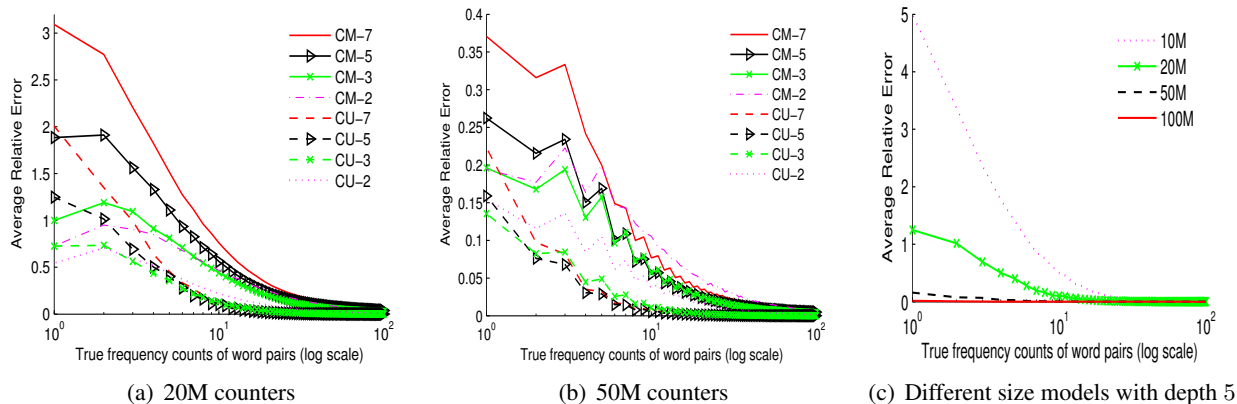 3
2.5
2
1.5
1
0.5
0
Average Relative Error
10^0
10^1
10^2
True frequency counts of word pairs (log scale)
CM-7
CM-5
CM-3
CM-2
CU-7
CU-5
CU-3
CU-2
(a) 20M counters
0.4
0.35
0.3
0.25
0.2
0.15
0.1
0.05
0
Average Relative Error
10^0
10^1
10^2
True frequency counts of word pairs (log scale)
CM-7
CM-5
CM-3
CM-2
CU-7
CU-5
CU-3
CU-2
(b) 50M counters
5
4
3
2
1
0
Average Relative Error
10^0
10^1
10^2
True frequency counts of word pairs (log scale)
10M
20M
50M
100M
(c) Different size models with depth 5